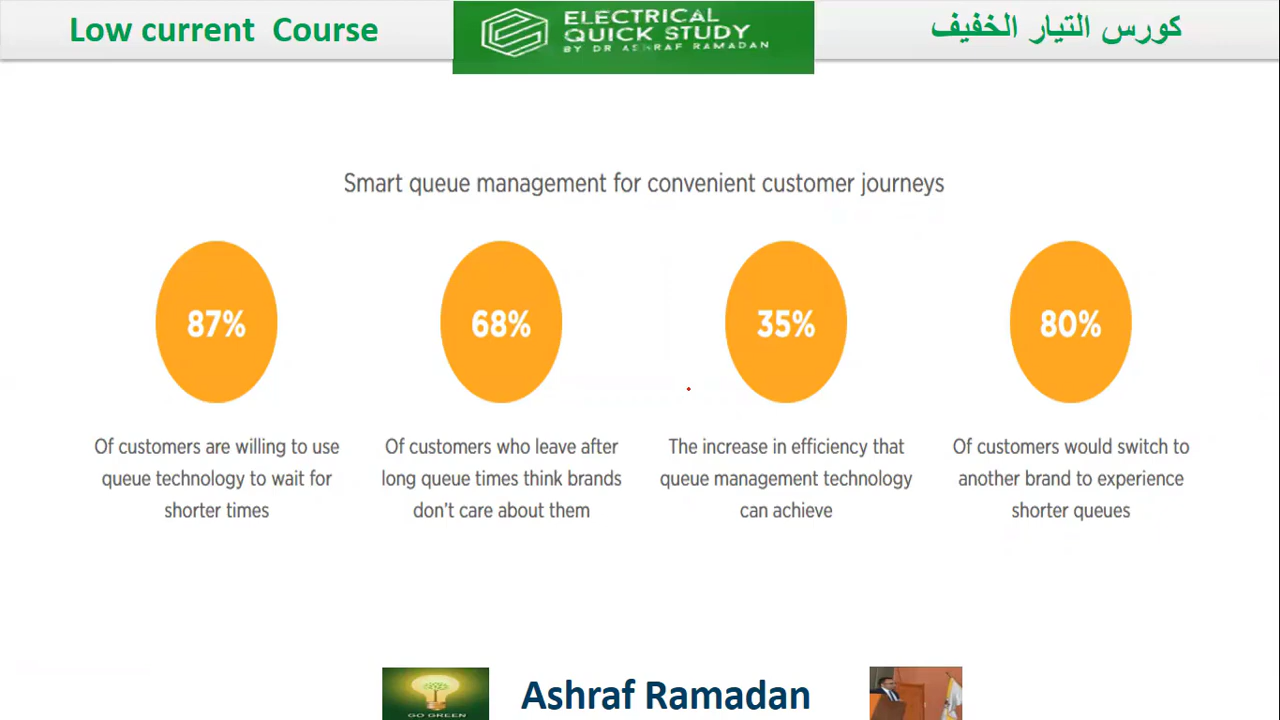 Low current Course
ELECTRICAL
QUICK STUDY
BY DR ASHRAF RAMADAN
كورس التيار الخفيف
Smart queue management for convenient customer journeys
87%
68%
35%
80%
Of customers are willing to use
queue technology to wait for
shorter times
Of customers who leave after
long queue times think brands
don't care about them
The increase in efficiency that
queue management technology
can achieve
Of customers would switch to
another brand to experience
shorter queues
GO GREEN
Ashraf Ramadan